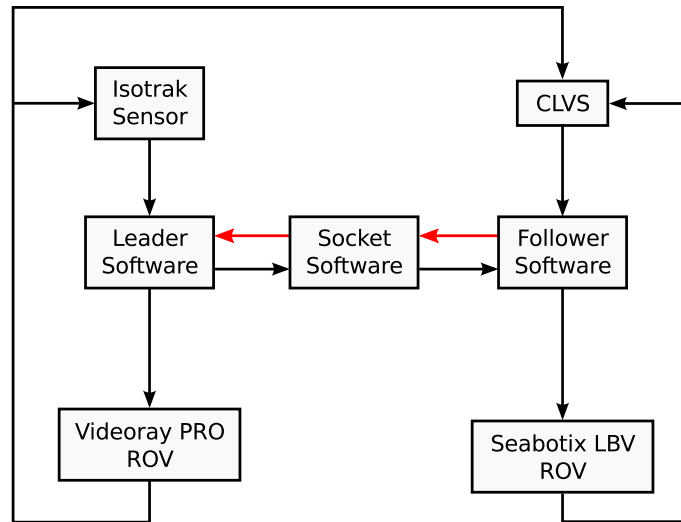 Isotrak
Sensor
CLVS
Leader
Software
Socket
Software
Follower
Software
Videoray PRO
ROV
Seabotix LBV
ROV